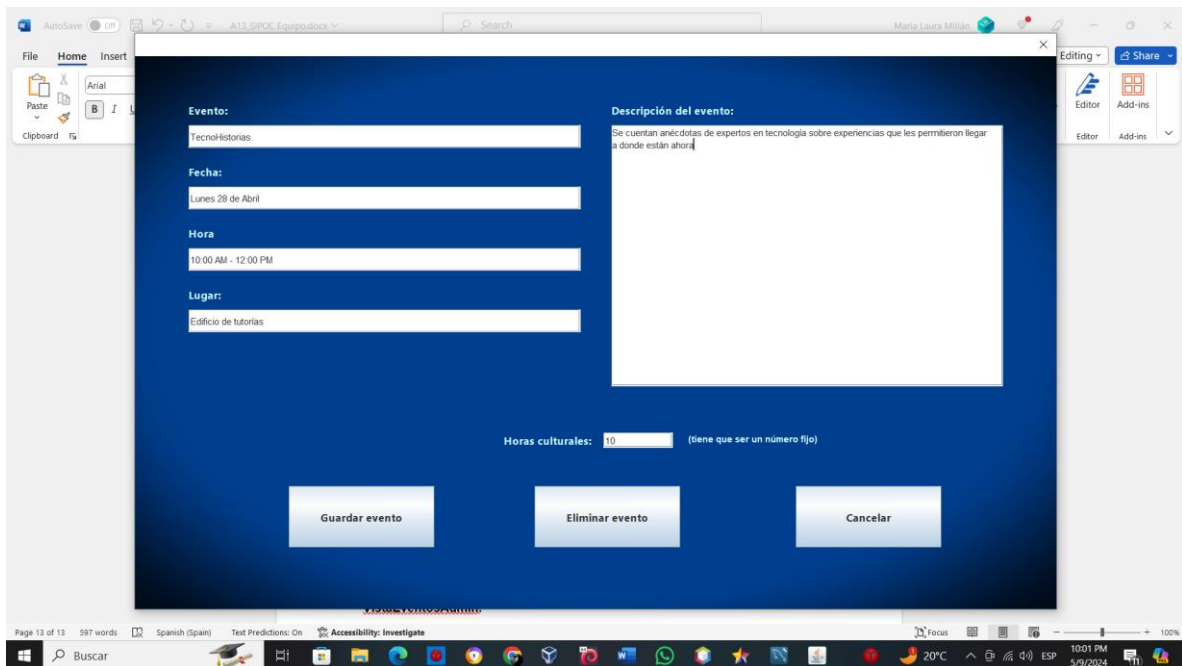 AutoSave Off A13_SIPOC Equipo.docx Search Maria Laura Millán
File Home Insert Editing Share
Paste Arial Editor Add-ins
B I U
Clipboard Editor Add-ins
Evento:
TecnoHistorias
Fecha:
Lunes 28 de Abril
Hora
10:00 AM - 12:00 PM
Lugar:
Edificio de tutorías
Descripción del evento:
Se cuentan anécdotas de expertos en tecnología sobre experiencias que les permitieron llegar
a donde están ahora
Horas culturales: 10 (tiene que ser un número fijo)
Guardar evento Eliminar evento Cancelar
VistaEventosAdmin:
Page 13 of 13 597 words Spanish (Spain) Text Predictions: On Accessibility: Investigate Focus 100%
Buscar 20°C ESP 10:01 PM
5/9/2024